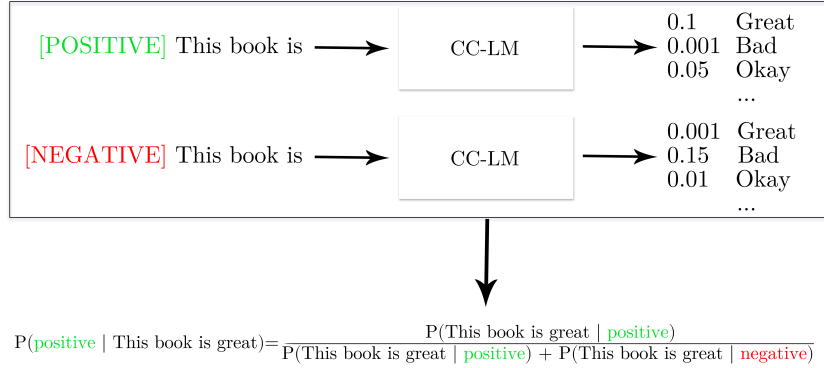 [POSITIVE] This book is
CC-LM
0.1 Great
0.001 Bad
0.05 Okay
...
[NEGATIVE] This book is
CC-LM
0.001 Great
0.15 Bad
0.01 Okay
...
P(positive | This book is great)=
P(This book is great | positive)
P(This book is great | positive) + P(This book is great | negative)